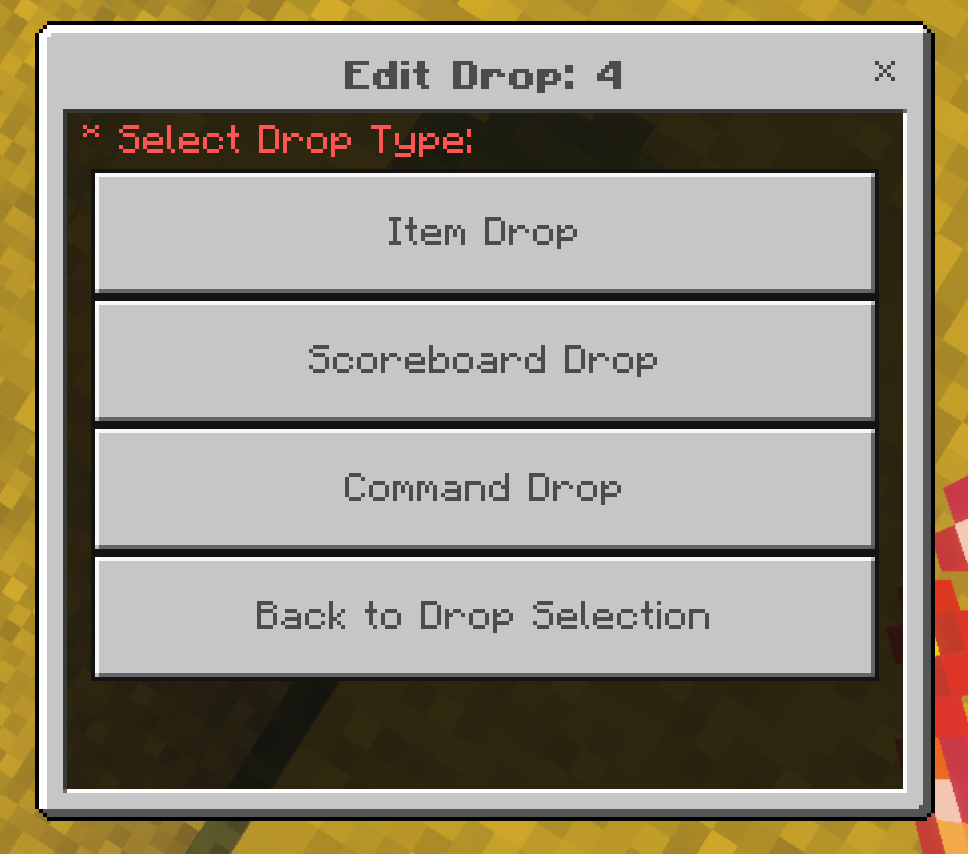 Edit Drop: 4
×
* Select Drop Type:
Item Drop
Scoreboard Drop
Command Drop
Back to Drop Selection